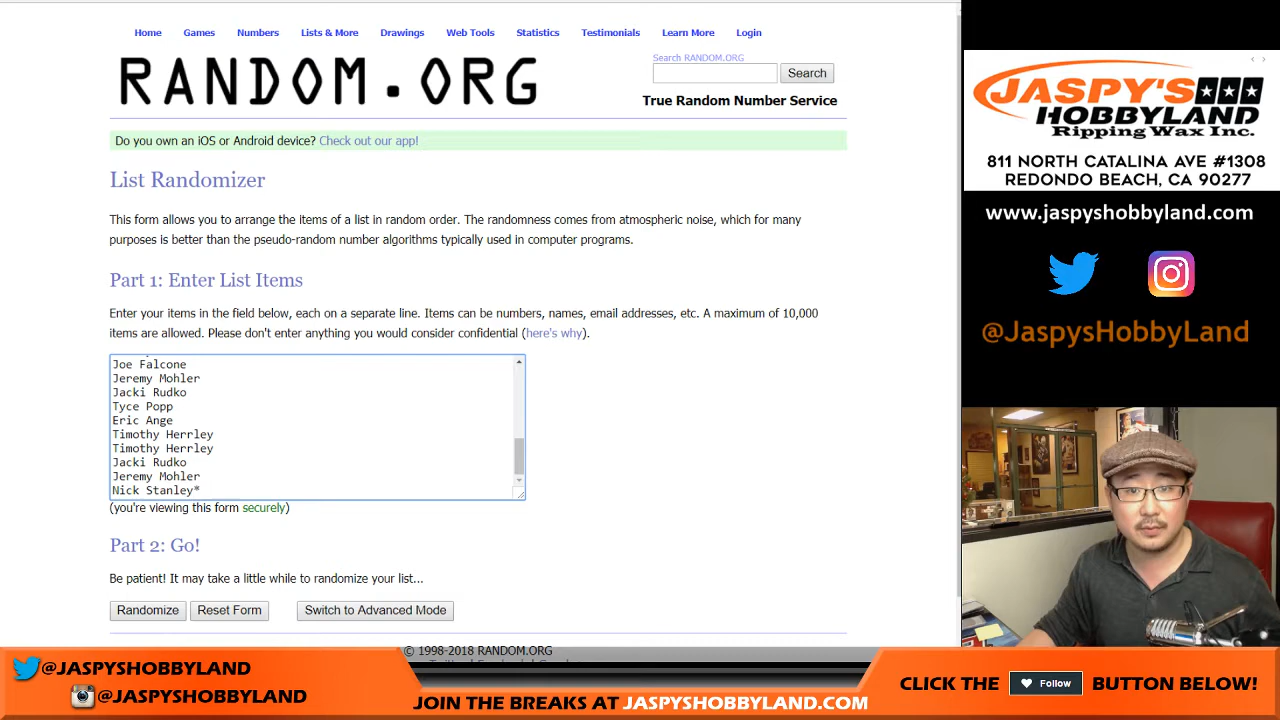 Home Games Numbers Lists & More Drawings Web Tools Statistics Testimonials Learn More Login
RANDOM.ORG
Search RANDOM.ORG
Search
True Random Number Service
Do you own an iOS or Android device? Check out our app!
List Randomizer
This form allows you to arrange the items of a list in random order. The randomness comes from atmospheric noise, which for many
purposes is better than the pseudo-random number algorithms typically used in computer programs.
Part 1: Enter List Items
Enter your items in the field below, each on a separate line. Items can be numbers, names, email addresses, etc. A maximum of 10,000
items are allowed. Please don't enter anything you would consider confidential (here's why).
Joe Falcone
Jeremy Mohler
Jacki Rudko
Tyce Popp
Eric Ange
Timothy Herrley
Timothy Herrley
Jacki Rudko
Jeremy Mohler
Nick Stanley*
(you're viewing this form securely)
Part 2: Go!
Be patient! It may take a little while to randomize your list...
Randomize Reset Form Switch to Advanced Mode
© 1998-2018 RANDOM.ORG
JASPY'S
HOBBYLAND
Ripping Wax Inc.
811 NORTH CATALINA AVE #1308
REDONDO BEACH, CA 90277
www.jaspyshobbyland.com
@JaspysHobbyLand
@JASPYSHOBBYLAND
@JASPYSHOBBYLAND
JOIN THE BREAKS AT JASPYSHOBBYLAND.COM
CLICK THE Follow BUTTON BELOW!